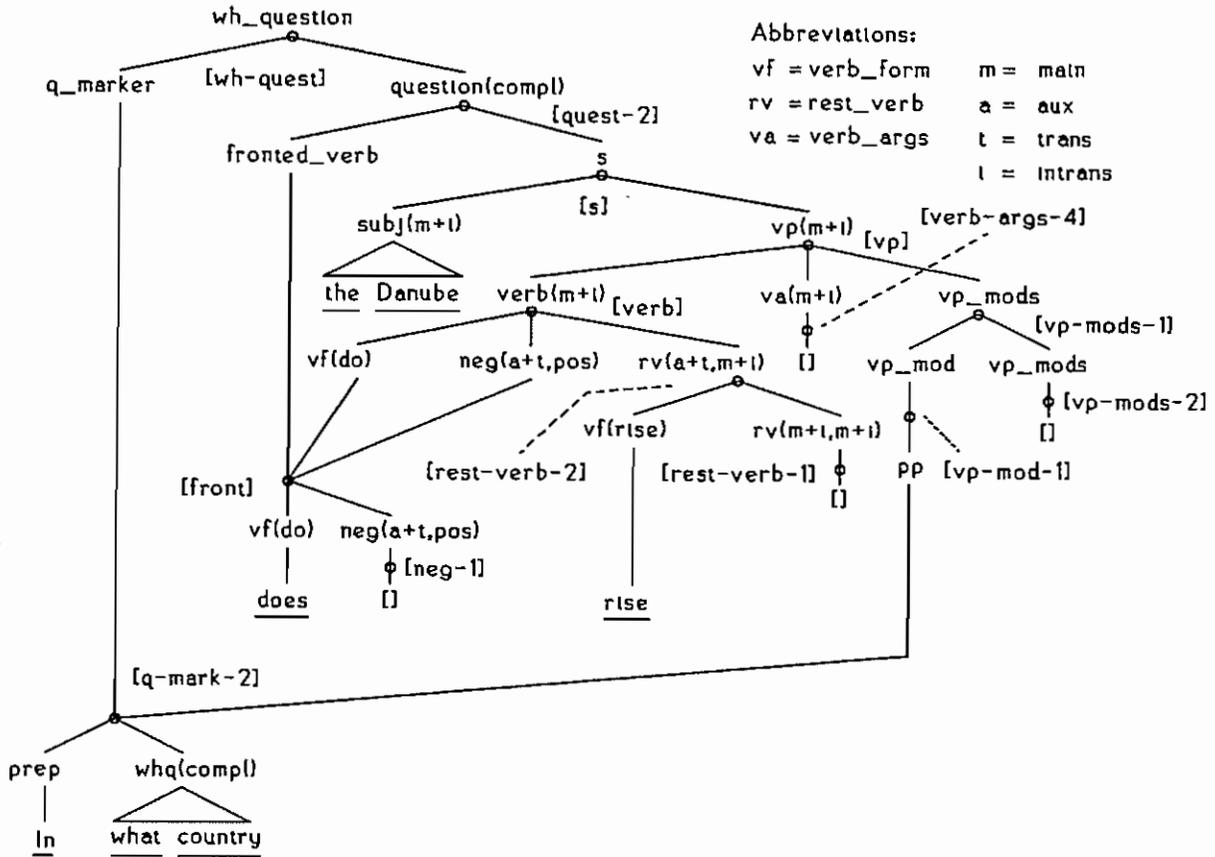 wh_question
Abbreviations:
q_marker [wh-quest] question(compl)
vf = verb_form m = main
[quest-2]
rv = rest_verb a = aux
fronted_verb s
va = verb_args t = trans
i = intrans
[s]
subj(m+i) vp(m+i) [vp] [verb-args-4]
the Danube verb(m+i) [verb] va(m+i) vp_mods
[vp-mods-1]
vf(do) neg(a+t,pos) rv(a+t,m+i) [] vp_mod vp_mods
[vp-mods-2]
vf(rise) rv(m+i,m+i) []
[front] [rest-verb-2] [rest-verb-1] pp [vp-mod-1]
[]
vf(do) neg(a+t,pos)
[neg-1]
does [] rise
[q-mark-2]
prep whq(compl)
In what country